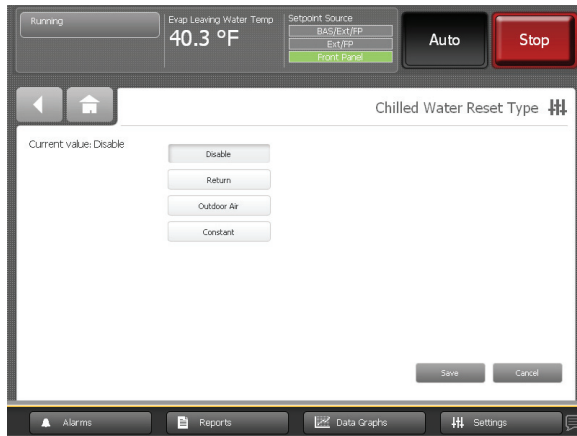 Running
Evap Leaving Water Temp
40.3 °F
Setpoint Source
BAS/Ext/FP
Ext/FP
Front Panel
Auto
Stop
Chilled Water Reset Type
Current value: Disable
Disable
Return
Outdoor Air
Constant
Save
Cancel
Alarms
Reports
Data Graphs
Settings